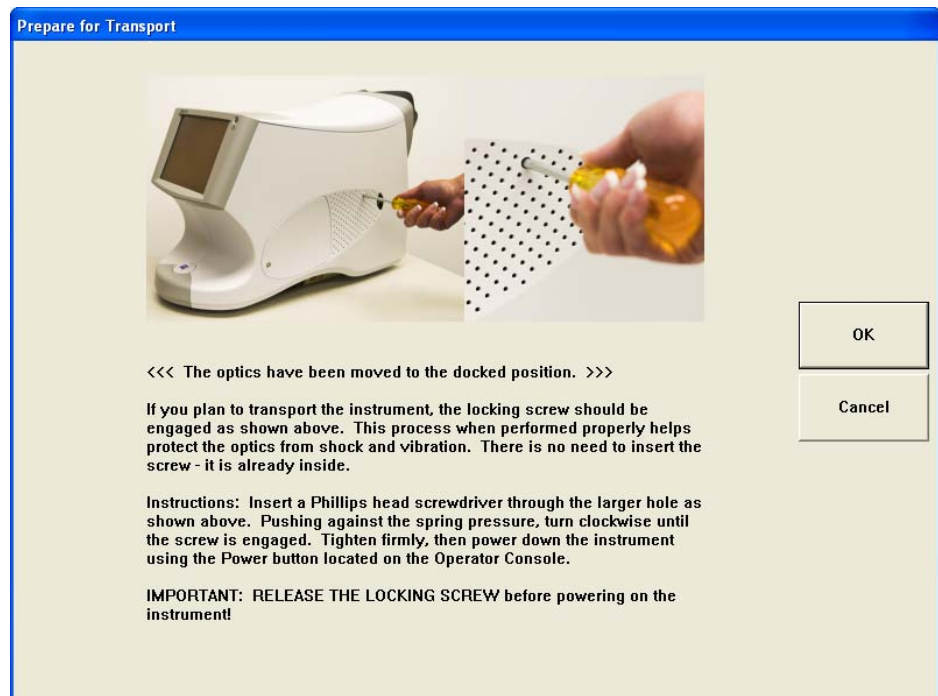 Prepare for Transport
<<< The optics have been moved to the docked position. >>>
If you plan to transport the instrument, the locking screw should be
engaged as shown above. This process when performed properly helps
protect the optics from shock and vibration. There is no need to insert the
screw - it is already inside.
Instructions: Insert a Phillips head screwdriver through the larger hole as
shown above. Pushing against the spring pressure, turn clockwise until
the screw is engaged. Tighten firmly, then power down the instrument
using the Power button located on the Operator Console.
IMPORTANT: RELEASE THE LOCKING SCREW before powering on the
instrument!
OK
Cancel